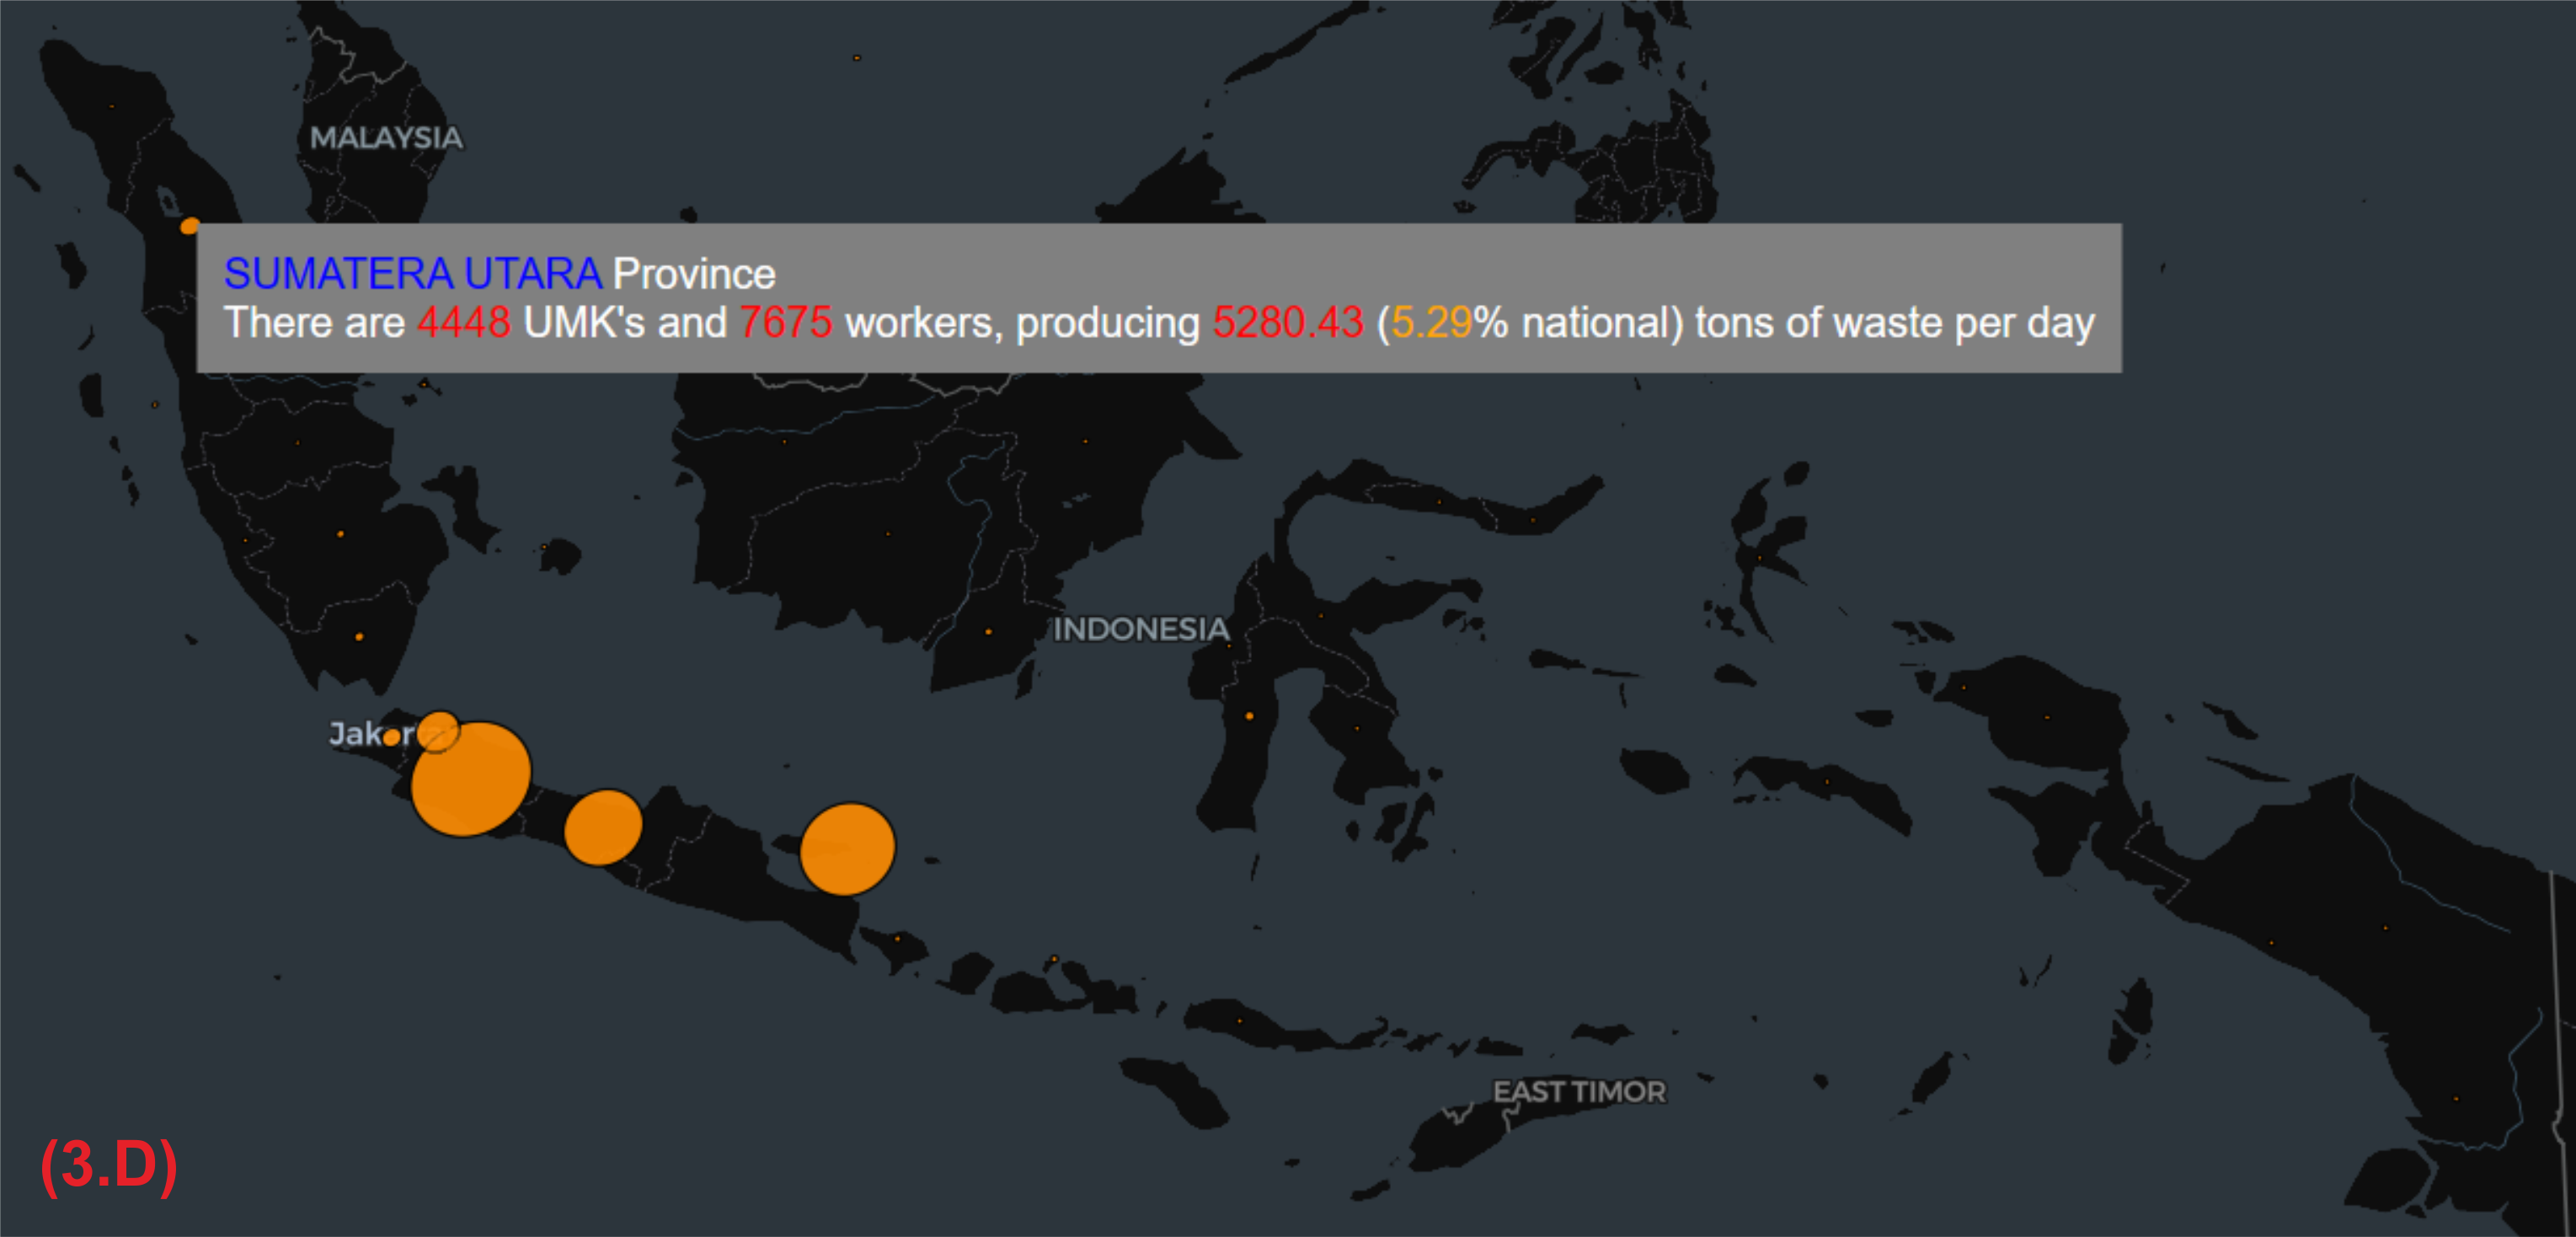 MALAYSIA
SUMATERA UTARA Province
There are 4448 UMK's and 7675 workers, producing 5280.43 (5.29% national) tons of waste per day
INDONESIA
EAST TIMOR
(3.D)